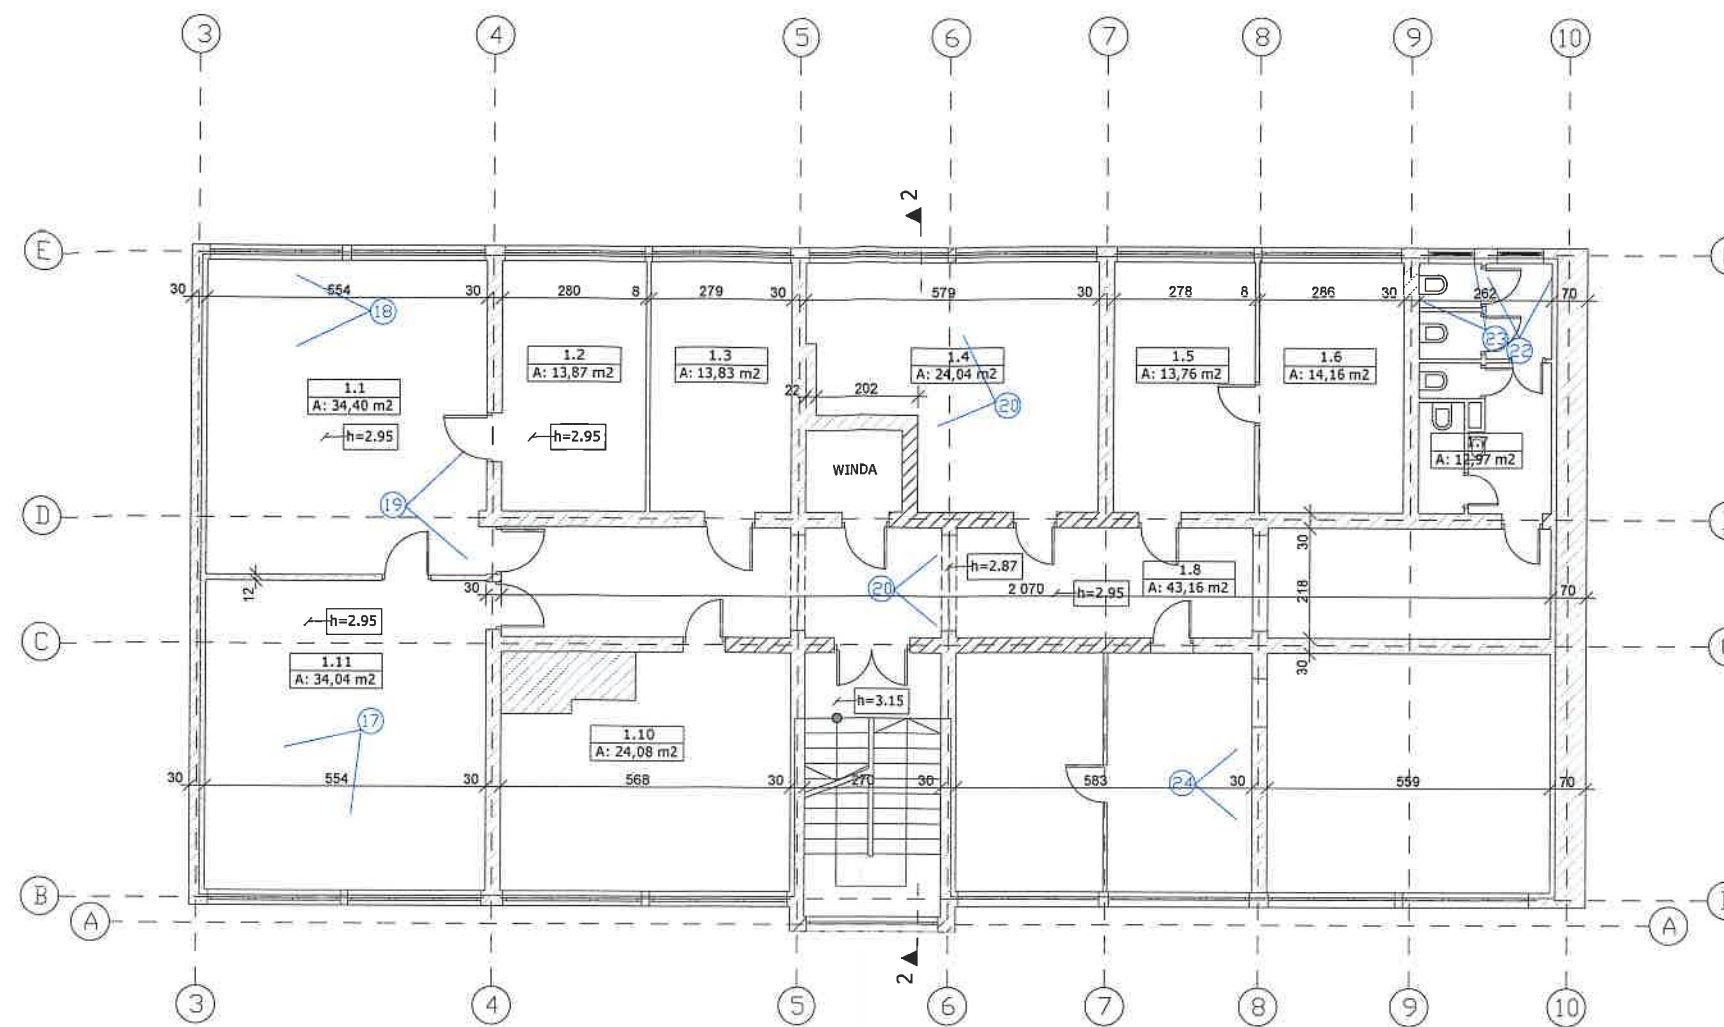 3 4 5 6 7 8 9 10
2
E
30 554 30 280 8 279 30 579 30 278 8 286 30 262 70
18
23
22
1.1
A: 34,40 m2
1.2
A: 13,87 m2
1.3
A: 13,83 m2
1.4
A: 24,04 m2
1.5
A: 13,76 m2
1.6
A: 14,16 m2
22 202
20
h=2.95
h=2.95
A: 12,97 m2
WINDA
19
D
30
h=2.87
1.8
A: 43,16 m2
12
30
20
2 070
h=2.95
218
70
h=2.95
C
30
1.11
A: 34,04 m2
h=3.15
17
1.10
A: 24,08 m2
30 554 30 568 30 270 30 583 24 30 559 70
B
A A
2
3 4 5 6 7 8 9 10